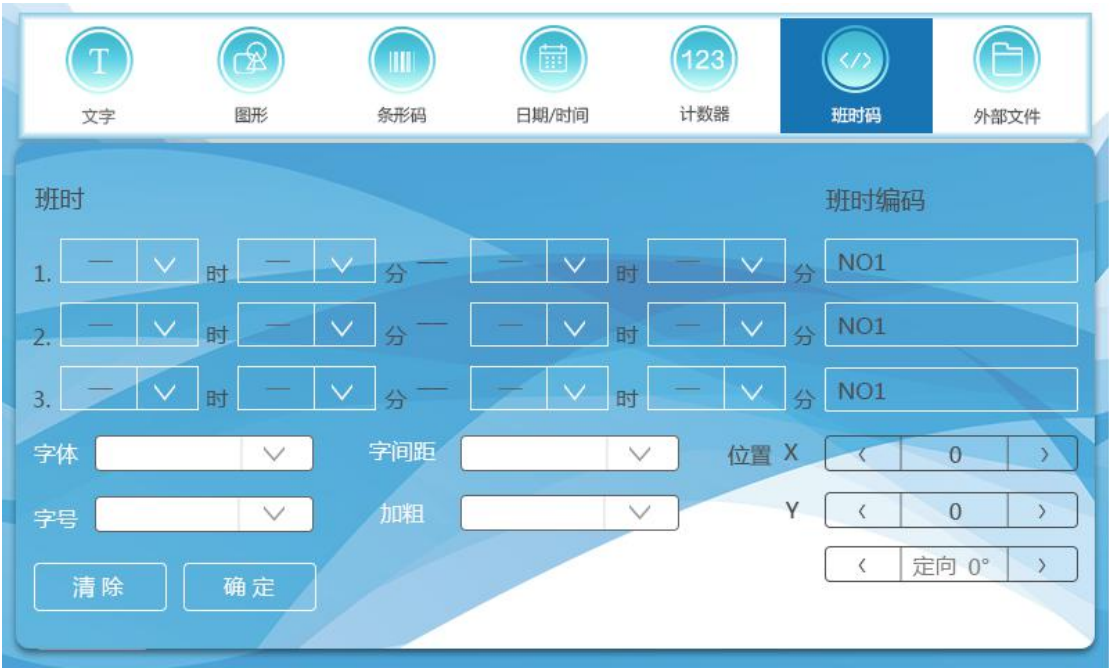 T 123 </>
文字 图形 条形码 日期/时间 计数器 班时码 外部文件
班时 班时编码
1. — 时 — 分 — — 时 — 分 NO1
2. — 时 — 分 — — 时 — 分 NO1
3. — 时 — 分 — — 时 — 分 NO1
字体 字间距 位置 X < 0 >
字号 加粗 Y < 0 >
< 定向 0° >
清除 确定